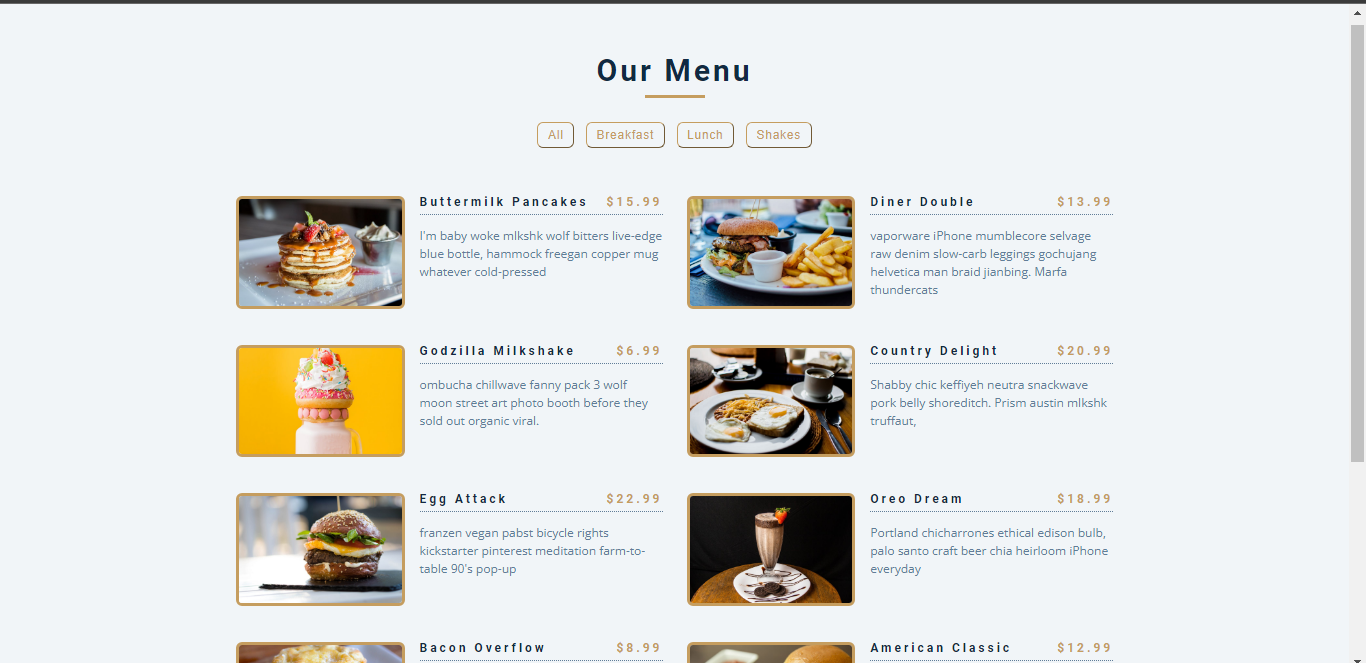 Our Menu
All
Breakfast
Lunch
Shakes
Buttermilk Pancakes $15.99
I'm baby woke mlkshk wolf bitters live-edge
blue bottle, hammock freegan copper mug
whatever cold-pressed
Diner Double $13.99
vaporware iPhone mumblecore selvage
raw denim slow-carb leggings gochujang
helvetica man braid jianbing. Marfa
thundercats
Godzilla Milkshake $6.99
ombucha chillwave fanny pack 3 wolf
moon street art photo booth before they
sold out organic viral.
Country Delight $20.99
Shabby chic keffiyeh neutra snackwave
pork belly shoreditch. Prism austin mlkshk
truffaut,
Egg Attack $22.99
franzen vegan pabst bicycle rights
kickstarter pinterest meditation farm-to-
table 90's pop-up
Oreo Dream $18.99
Portland chicharrones ethical edison bulb,
palo santo craft beer chia heirloom iPhone
everyday
Bacon Overflow $8.99
American Classic $12.99